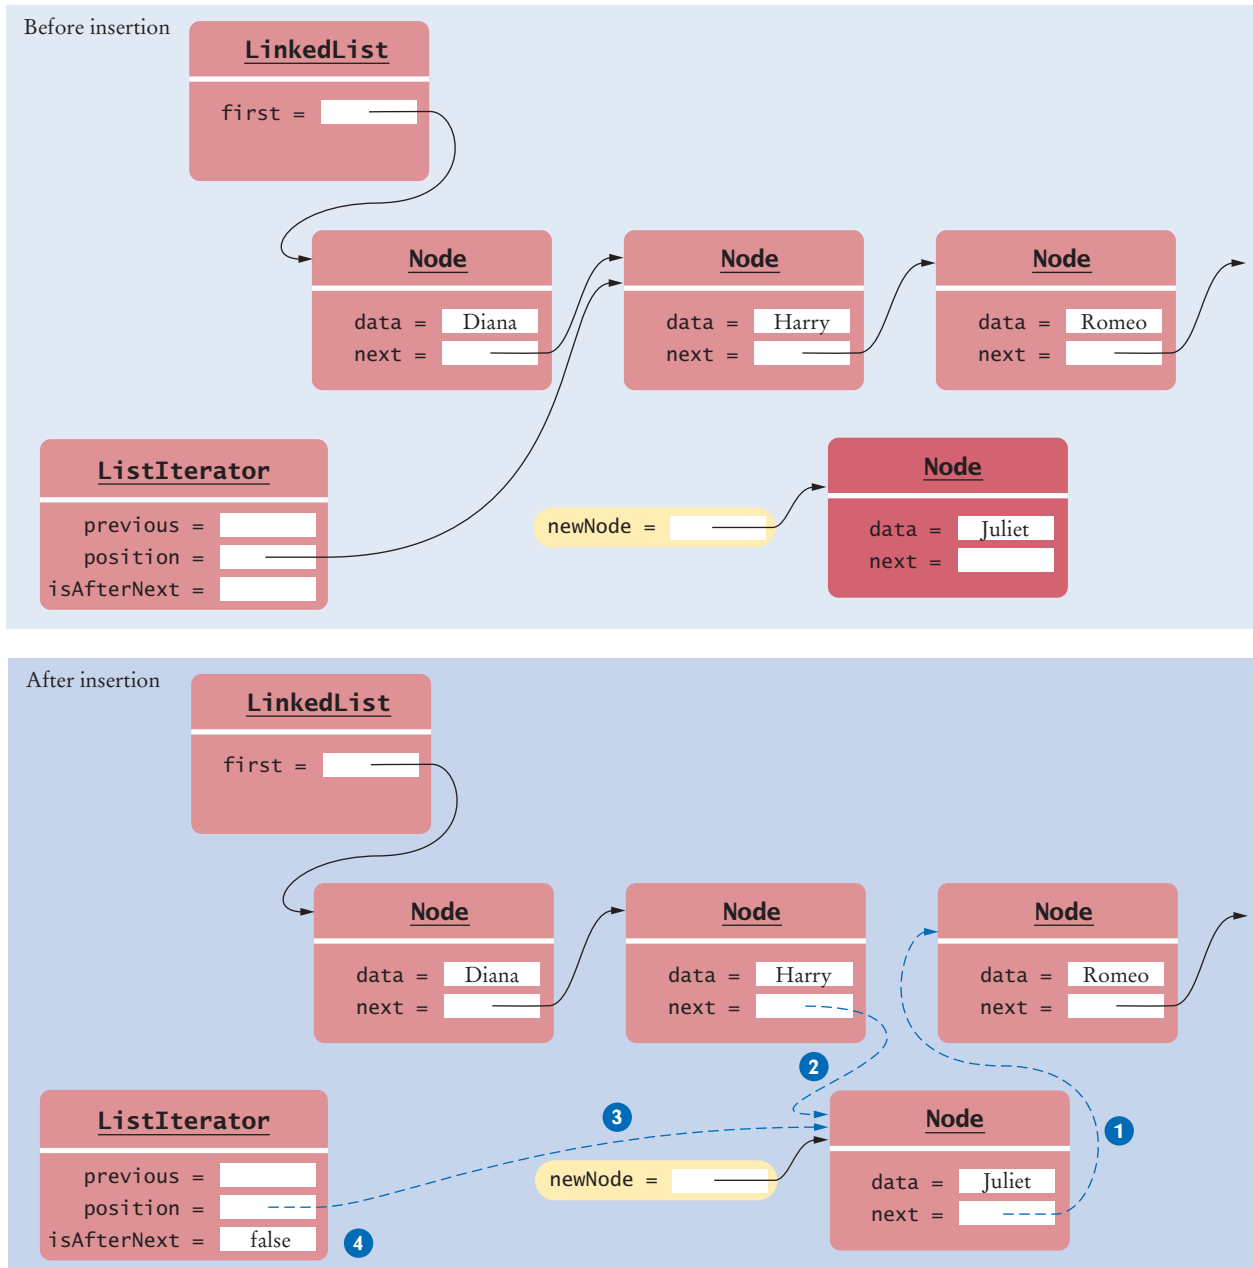 Before insertion
LinkedList
first =
Node
Node
Node
data = Diana
data = Harry
data = Romeo
next =
next =
next =
ListIterator
Node
previous =
newNode =
data = Juliet
position =
next =
isAfterNext =
After insertion
LinkedList
first =
Node
Node
Node
data = Diana
data = Harry
data = Romeo
next =
next =
next =
2
ListIterator
3
Node
1
previous =
newNode =
data = Juliet
position =
next =
isAfterNext = false
4